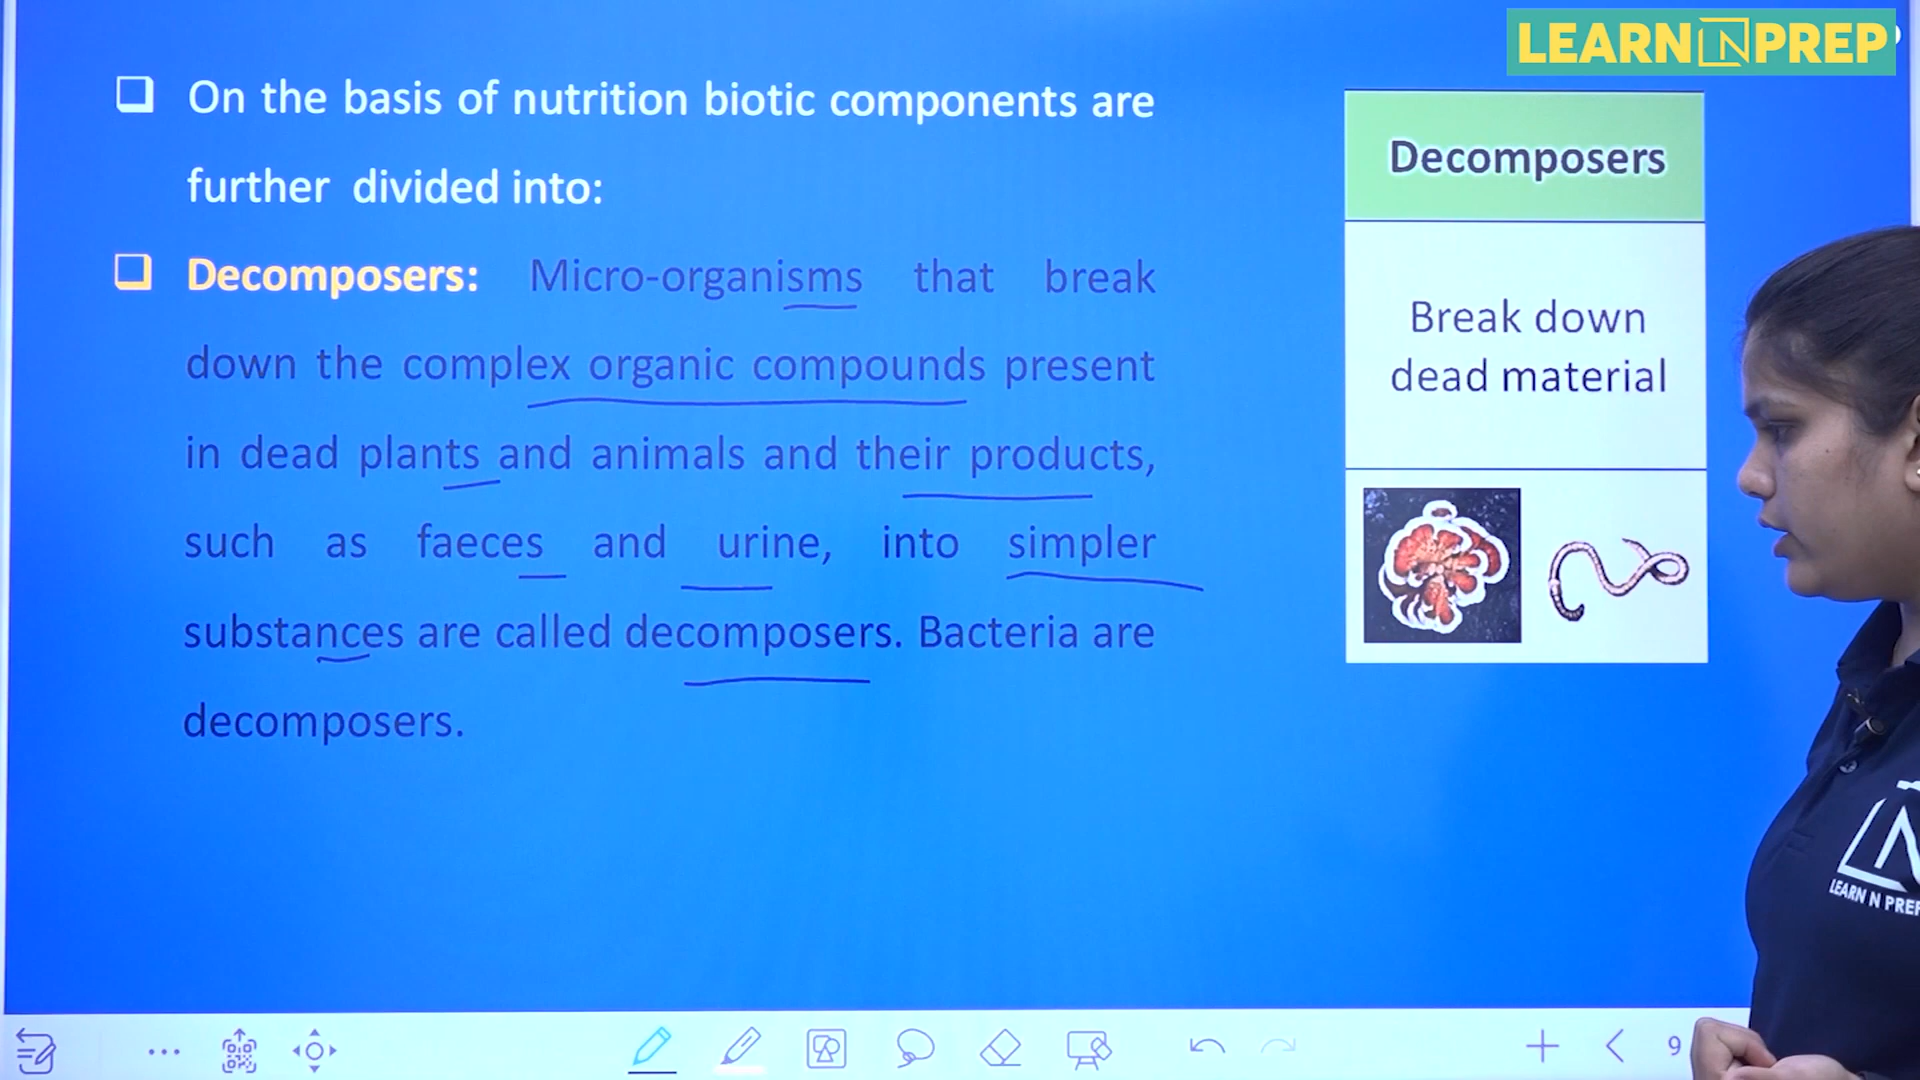 LEARN N PREP
On the basis of nutrition biotic components are
further divided into:
Decomposers: Micro-organisms that break
down the complex organic compounds present
in dead plants and animals and their products,
such as faeces and urine, into simpler
substances are called decomposers. Bacteria are
decomposers.
Decomposers
Break down
dead material
LEARN N PREP
9